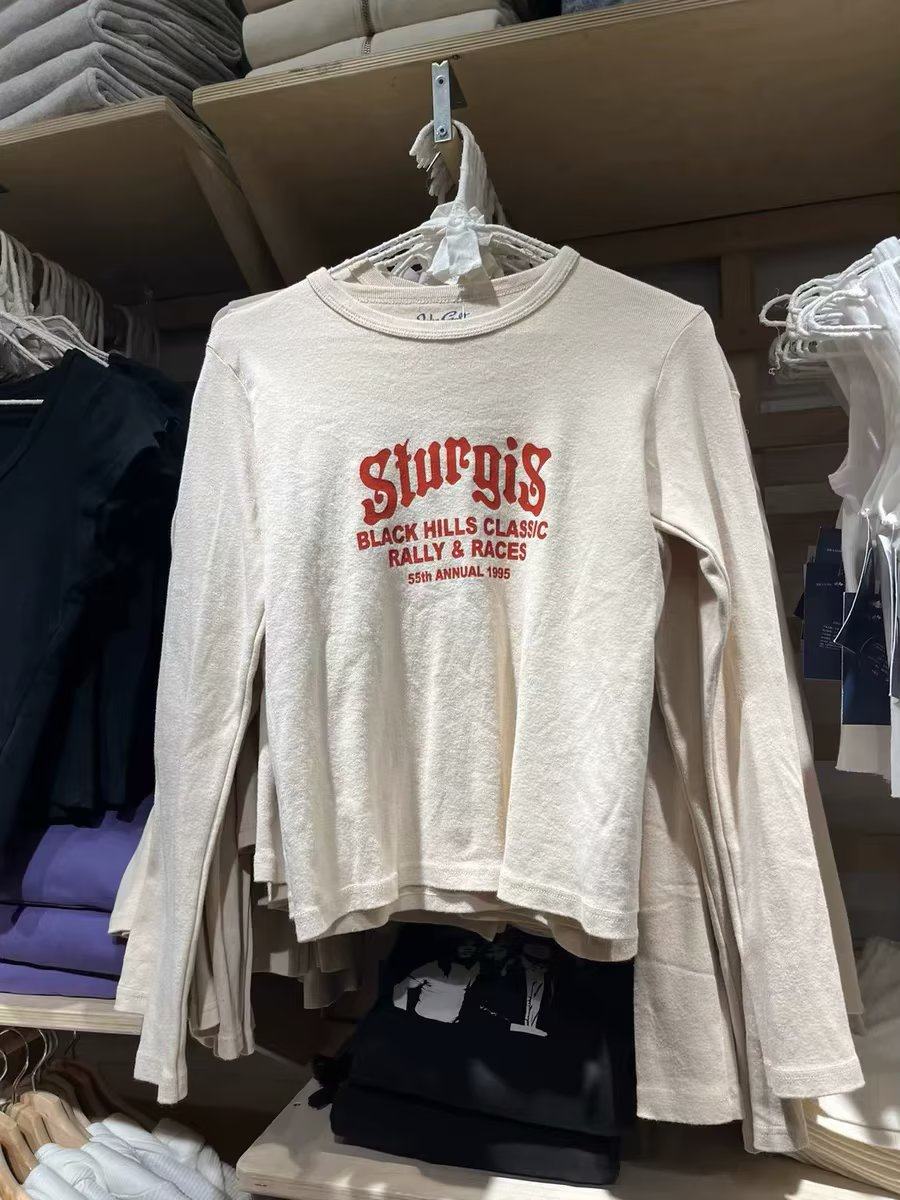 Sturgis
BLACK HILLS CLASSIC
RALLY & RACES
55th ANNUAL 1995